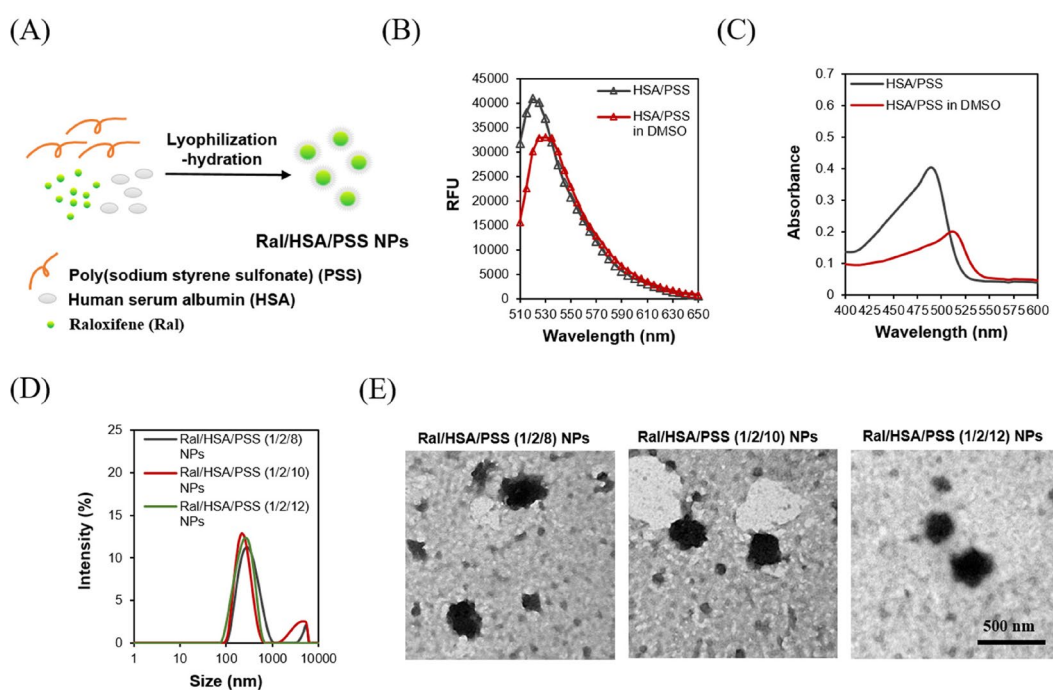 (A)
Lyophilization
-hydration
Ral/HSA/PSS NPs
Poly(sodium styrene sulfonate) (PSS)
Human serum albumin (HSA)
Raloxifene (Ral)
(B)
45000
40000
35000
30000
25000
20000
15000
10000
5000
0
RFU
HSA/PSS
HSA/PSS
in DMSO
510 530 550 570 590 610 630 650
Wavelength (nm)
(C)
0.7
0.6
0.5
0.4
0.3
0.2
0.1
0
Absorbance
HSA/PSS
HSA/PSS in DMSO
400 425 450 475 500 525 550 575 600
Wavelength (nm)
(D)
25
20
15
10
5
0
Intensity (%)
Ral/HSA/PSS (1/2/8)
NPs
Ral/HSA/PSS (1/2/10)
NPs
Ral/HSA/PSS (1/2/12)
NPs
1 10 100 1000 10000
Size (nm)
(E)
Ral/HSA/PSS (1/2/8) NPs
Ral/HSA/PSS (1/2/10) NPs
Ral/HSA/PSS (1/2/12) NPs
500 nm